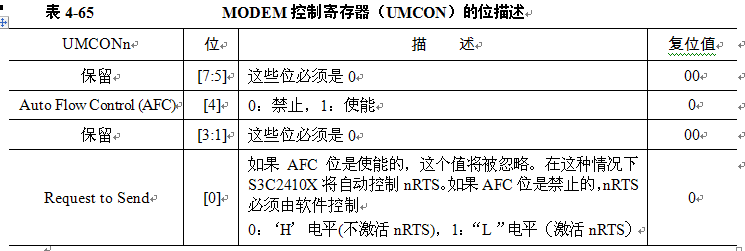 表 4-65 MODEM 控制寄存器（UMCON）的位描述
UMCONn 位 描 述 复位值
保留 [7:5] 这些位必须是 0 00
Auto Flow Control (AFC) [4] 0：禁止，1：使能 0
保留 [3:1] 这些位必须是 0 00
Request to Send [0] 如果 AFC 位是使能的，这个值将被忽略。在这种情况下
S3C2410X 将自动控制 nRTS。如果 AFC 位是禁止的，nRTS
必须由软件控制
0：‘H’ 电平(不激活 nRTS)，1：“L ”电平（激活 nRTS） 0